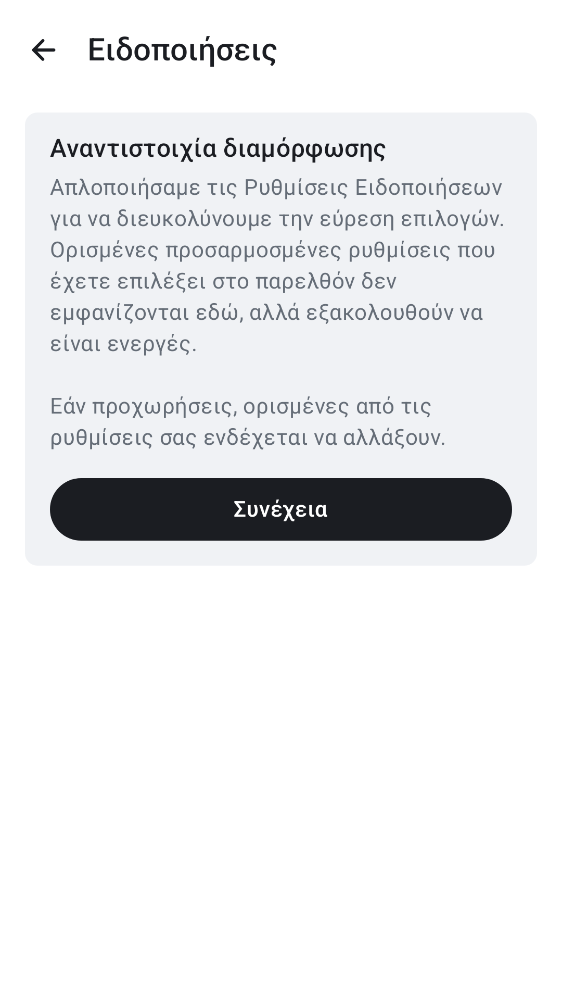 Ειδοποιήσεις
Αναντιστοιχία διαμόρφωσης
Απλοποιήσαμε τις Ρυθμίσεις Ειδοποιήσεων
για να διευκολύνουμε την εύρεση επιλογών.
Ορισμένες προσαρμοσμένες ρυθμίσεις που
έχετε επιλέξει στο παρελθόν δεν
εμφανίζονται εδώ, αλλά εξακολουθούν να
είναι ενεργές.
Εάν προχωρήσεις, ορισμένες από τις
ρυθμίσεις σας ενδέχεται να αλλάξουν.
Συνέχεια